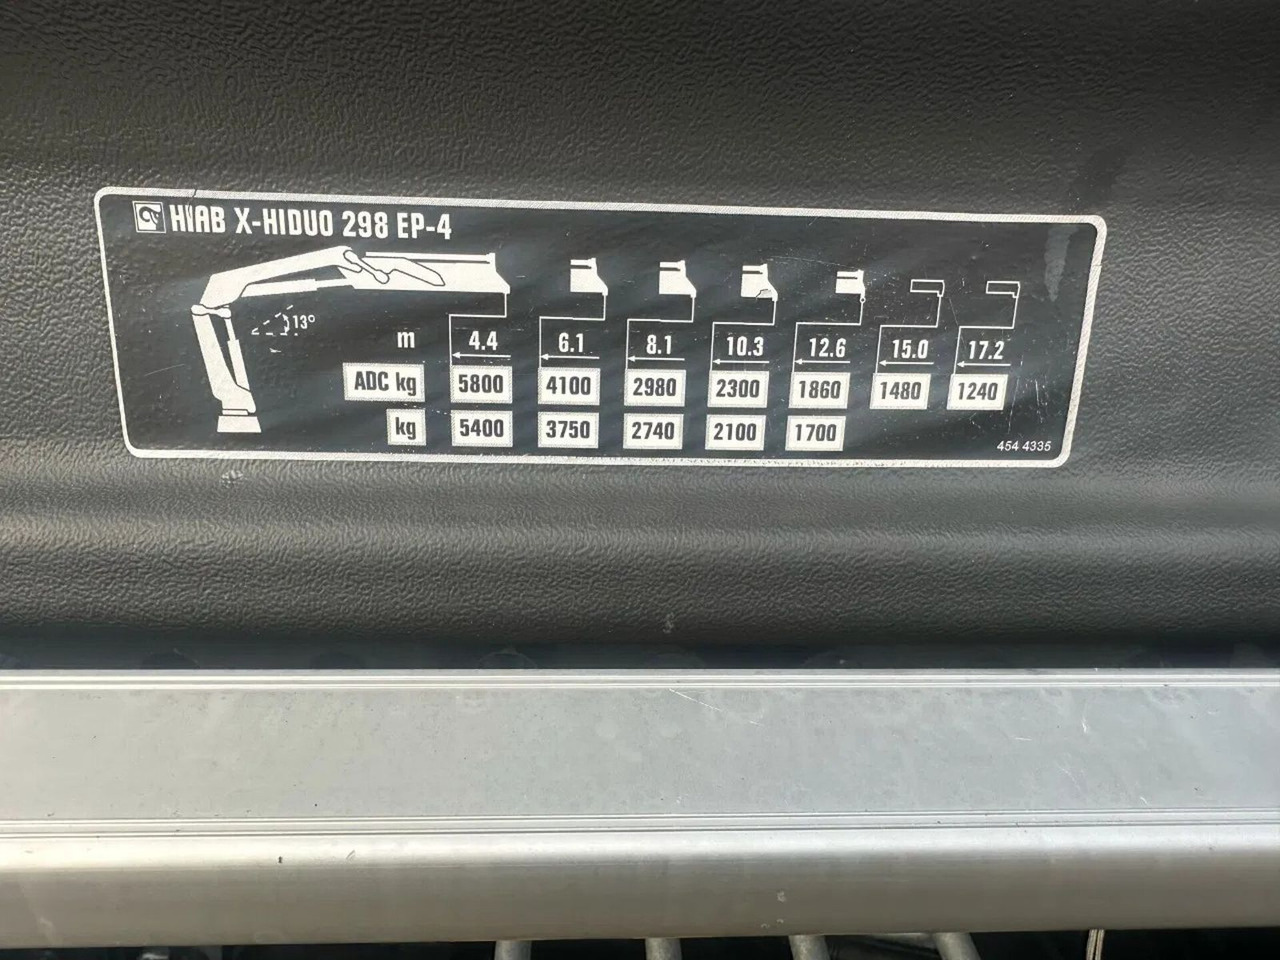 HIAB X-HIDUO 298 EP-4
13°
m 4.4 6.1 8.1 10.3 12.6 15.0 17.2
ADC kg 5800 4100 2980 2300 1860 1480 1240
kg 5400 3750 2740 2100 1700
454 4335